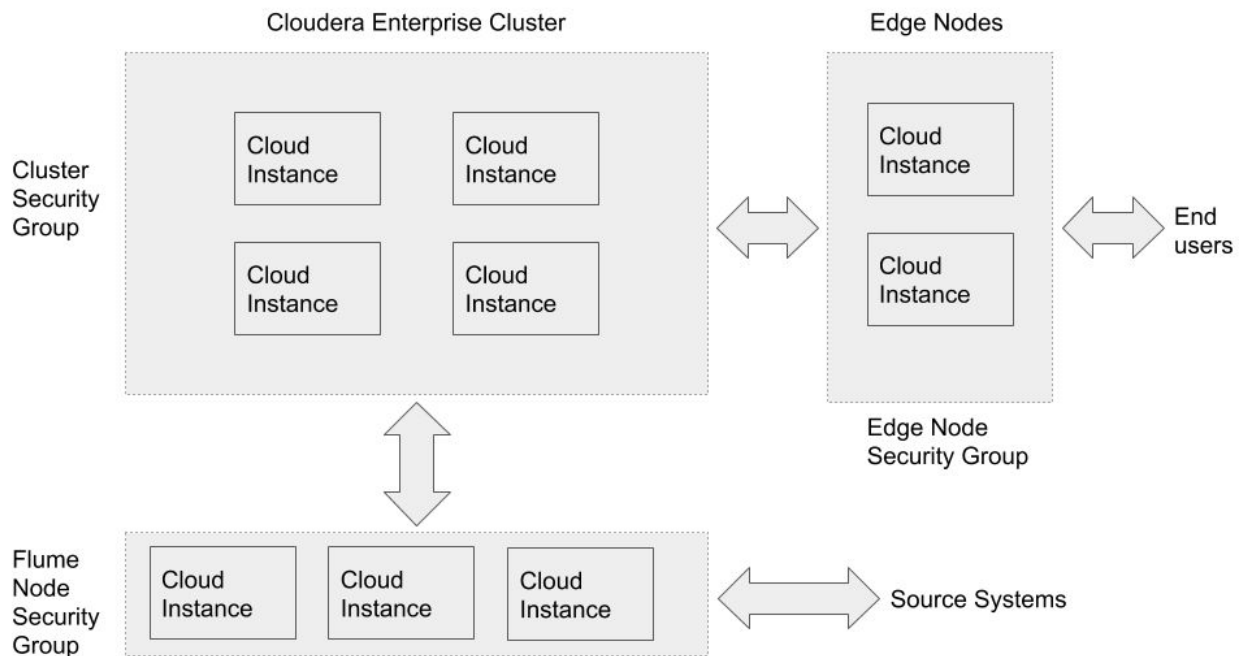 Cloudera Enterprise Cluster
Edge Nodes
Cluster
Security
Group
Cloud
Instance
Cloud
Instance
Cloud
Instance
Cloud
Instance
Cloud
Instance
Cloud
Instance
End
users
Edge Node
Security Group
Flume
Node
Security
Group
Cloud
Instance
Cloud
Instance
Cloud
Instance
Source Systems